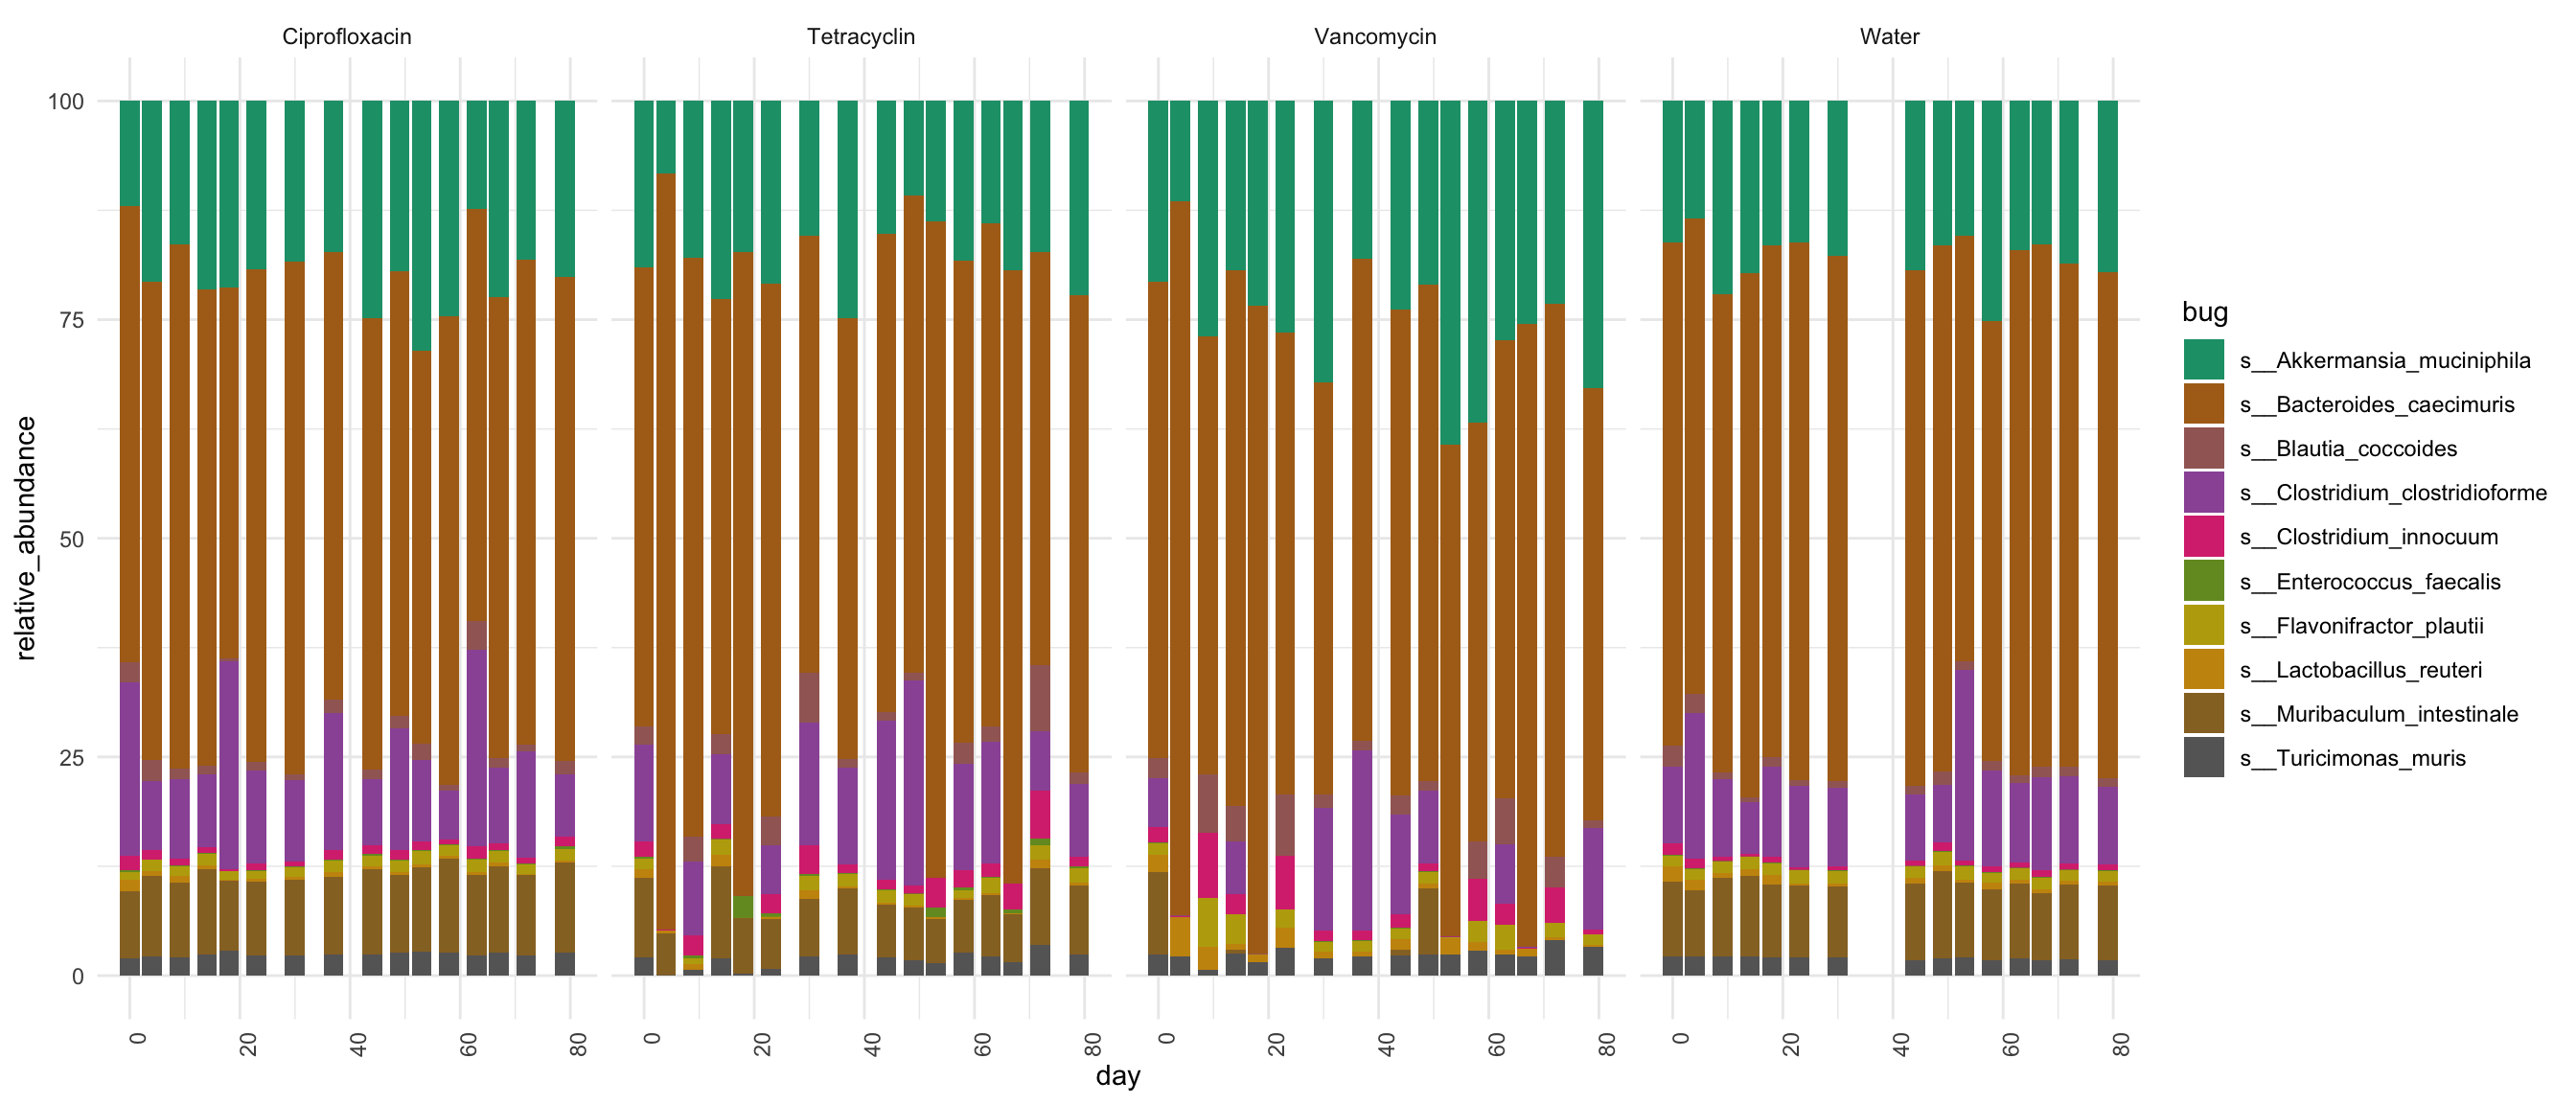 Ciprofloxacin Tetracyclin Vancomycin Water
100
75
50
25
0
relative_abundance
0 20 40 60 80 0 20 40 60 80 0 20 40 60 80 0 20 40 60 80
day
bug
s__Akkermansia_muciniphila
s__Bacteroides_caecimuris
s__Blautia_coccoides
s__Clostridium_clostridioforme
s__Clostridium_innocuum
s__Enterococcus_faecalis
s__Flavonifractor_plautii
s__Lactobacillus_reuteri
s__Muribaculum_intestinale
s__Turicimonas_muris